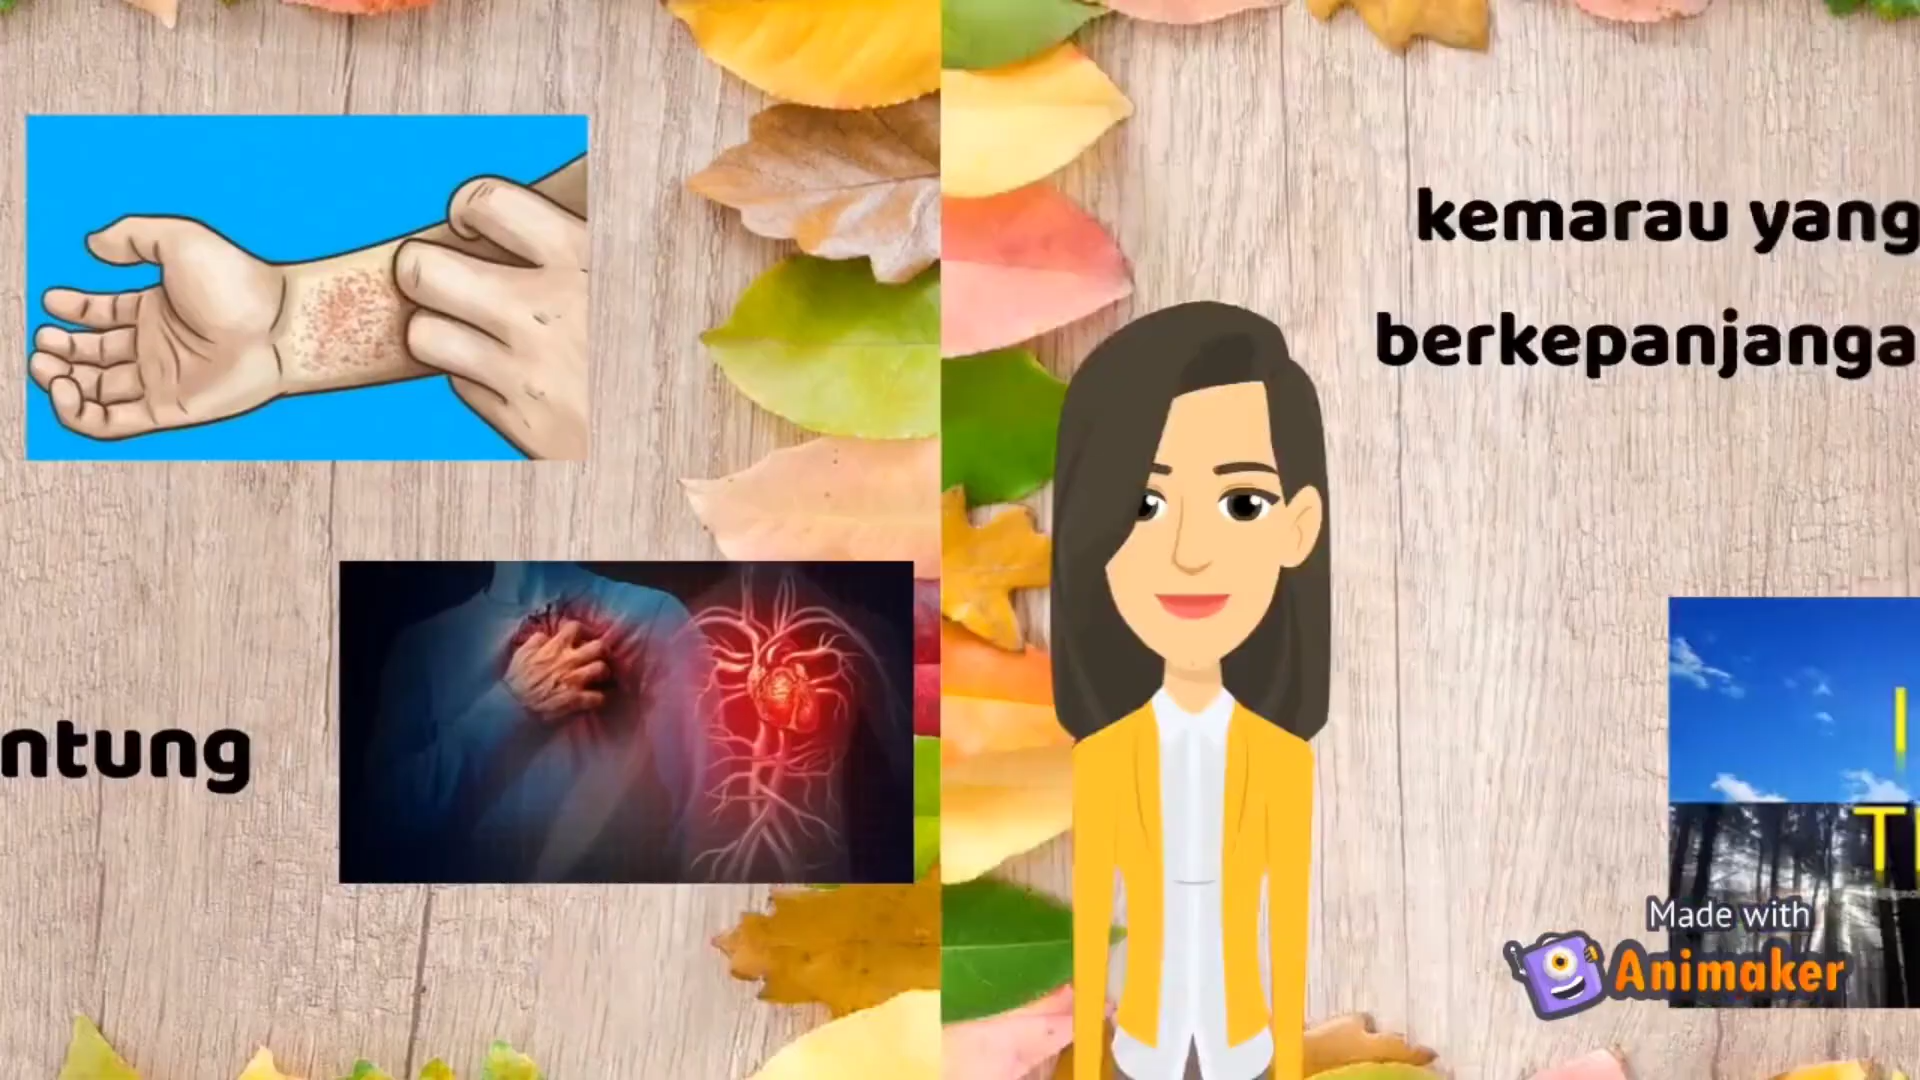 ntung
kemarau yang
berkepanjanga
Made with
Animaker